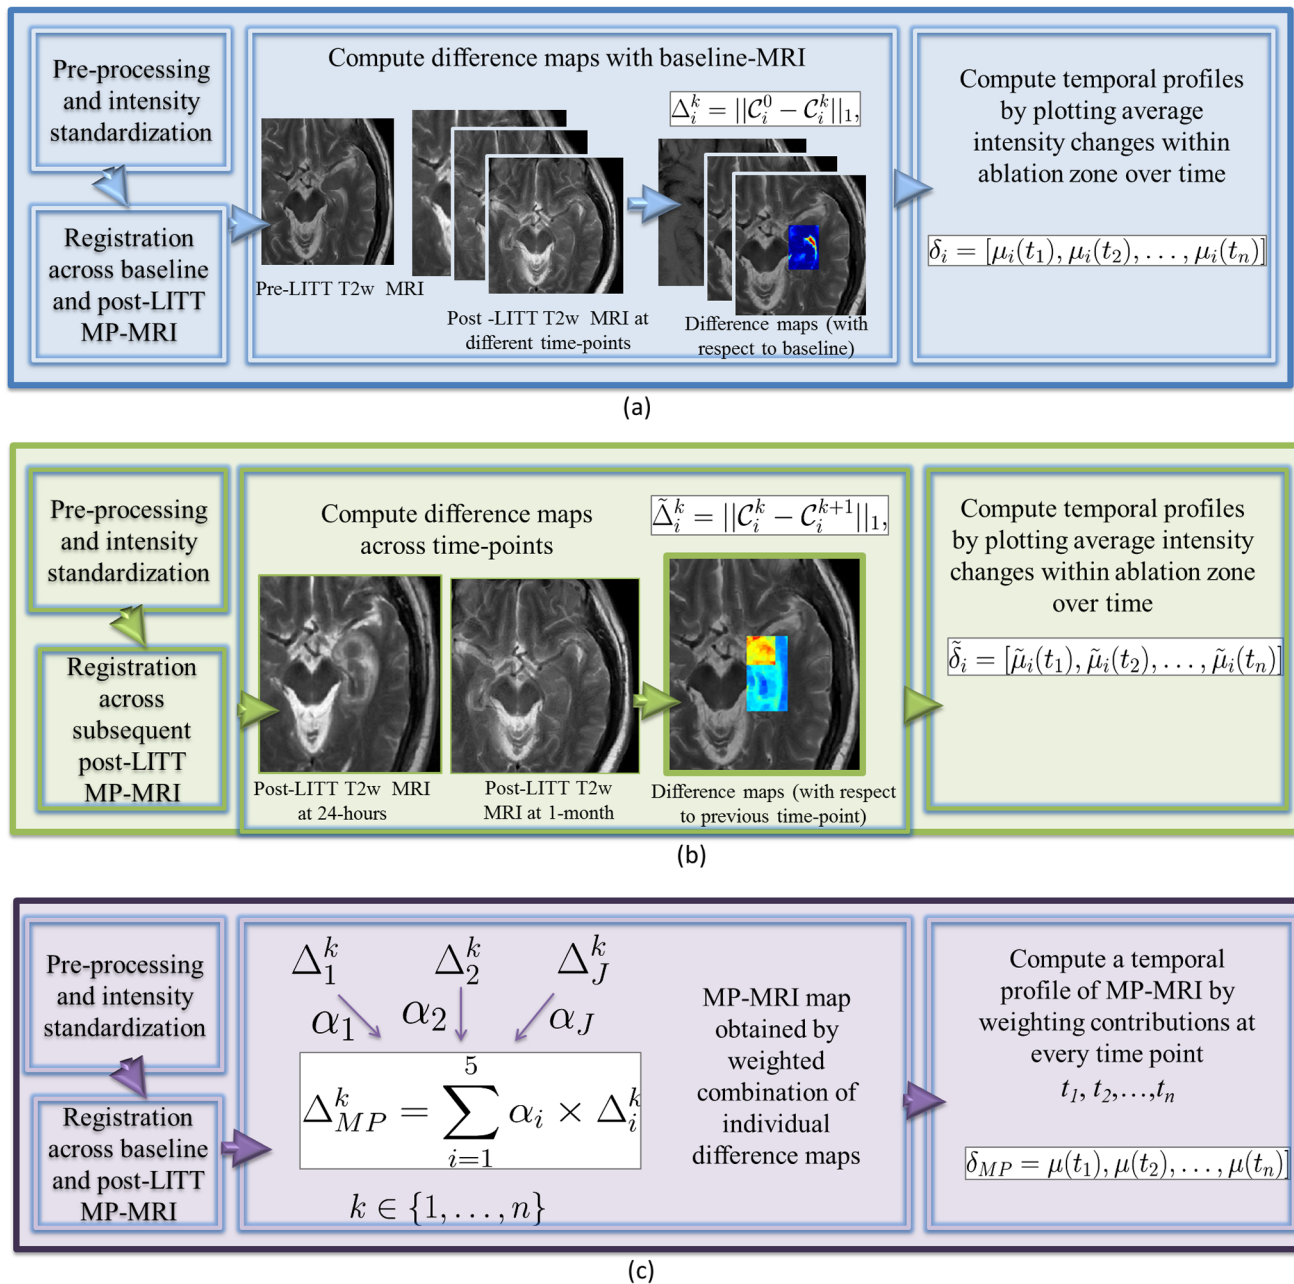 Pre-processing
and intensity
standardization
Registration
across baseline
and post-LITT
MP-MRI
Compute difference maps with baseline-MRI
Δ_i^k = ||𝒞_i^0 − 𝒞_i^k||_1,
Pre-LITT T2w MRI
Post -LITT T2w MRI at
different time-points
Difference maps (with
respect to baseline)
Compute temporal profiles
by plotting average
intensity changes within
ablation zone over time
δ_i = [μ_i(t_1), μ_i(t_2), . . . , μ_i(t_n)]
(a)
Pre-processing
and intensity
standardization
Registration
across
subsequent
post-LITT
MP-MRI
Compute difference maps
across time-points
Δ̃_i^k = ||𝒞_i^k − 𝒞_i^{k+1}||_1,
Post-LITT T2w MRI
at 24-hours
Post-LITT T2w
MRI at 1-month
Difference maps (with respect
to previous time-point)
Compute temporal profiles
by plotting average intensity
changes within ablation zone
over time
δ̃_i = [μ̃_i(t_1), μ̃_i(t_2), . . . , μ̃_i(t_n)]
(b)
Pre-processing
and intensity
standardization
Registration
across baseline
and post-LITT
MP-MRI
Δ_1^k Δ_2^k Δ_J^k
α_1 α_2 α_J
Δ_{MP}^k = ∑_{i=1}^{5} α_i × Δ_i^k
k ∈ {1, . . . , n}
MP-MRI map
obtained by
weighted
combination of
individual
difference maps
Compute a temporal
profile of MP-MRI by
weighting contributions at
every time point
t_1, t_2,…,t_n
δ_{MP} = μ(t_1), μ(t_2), . . . , μ(t_n)]
(c)